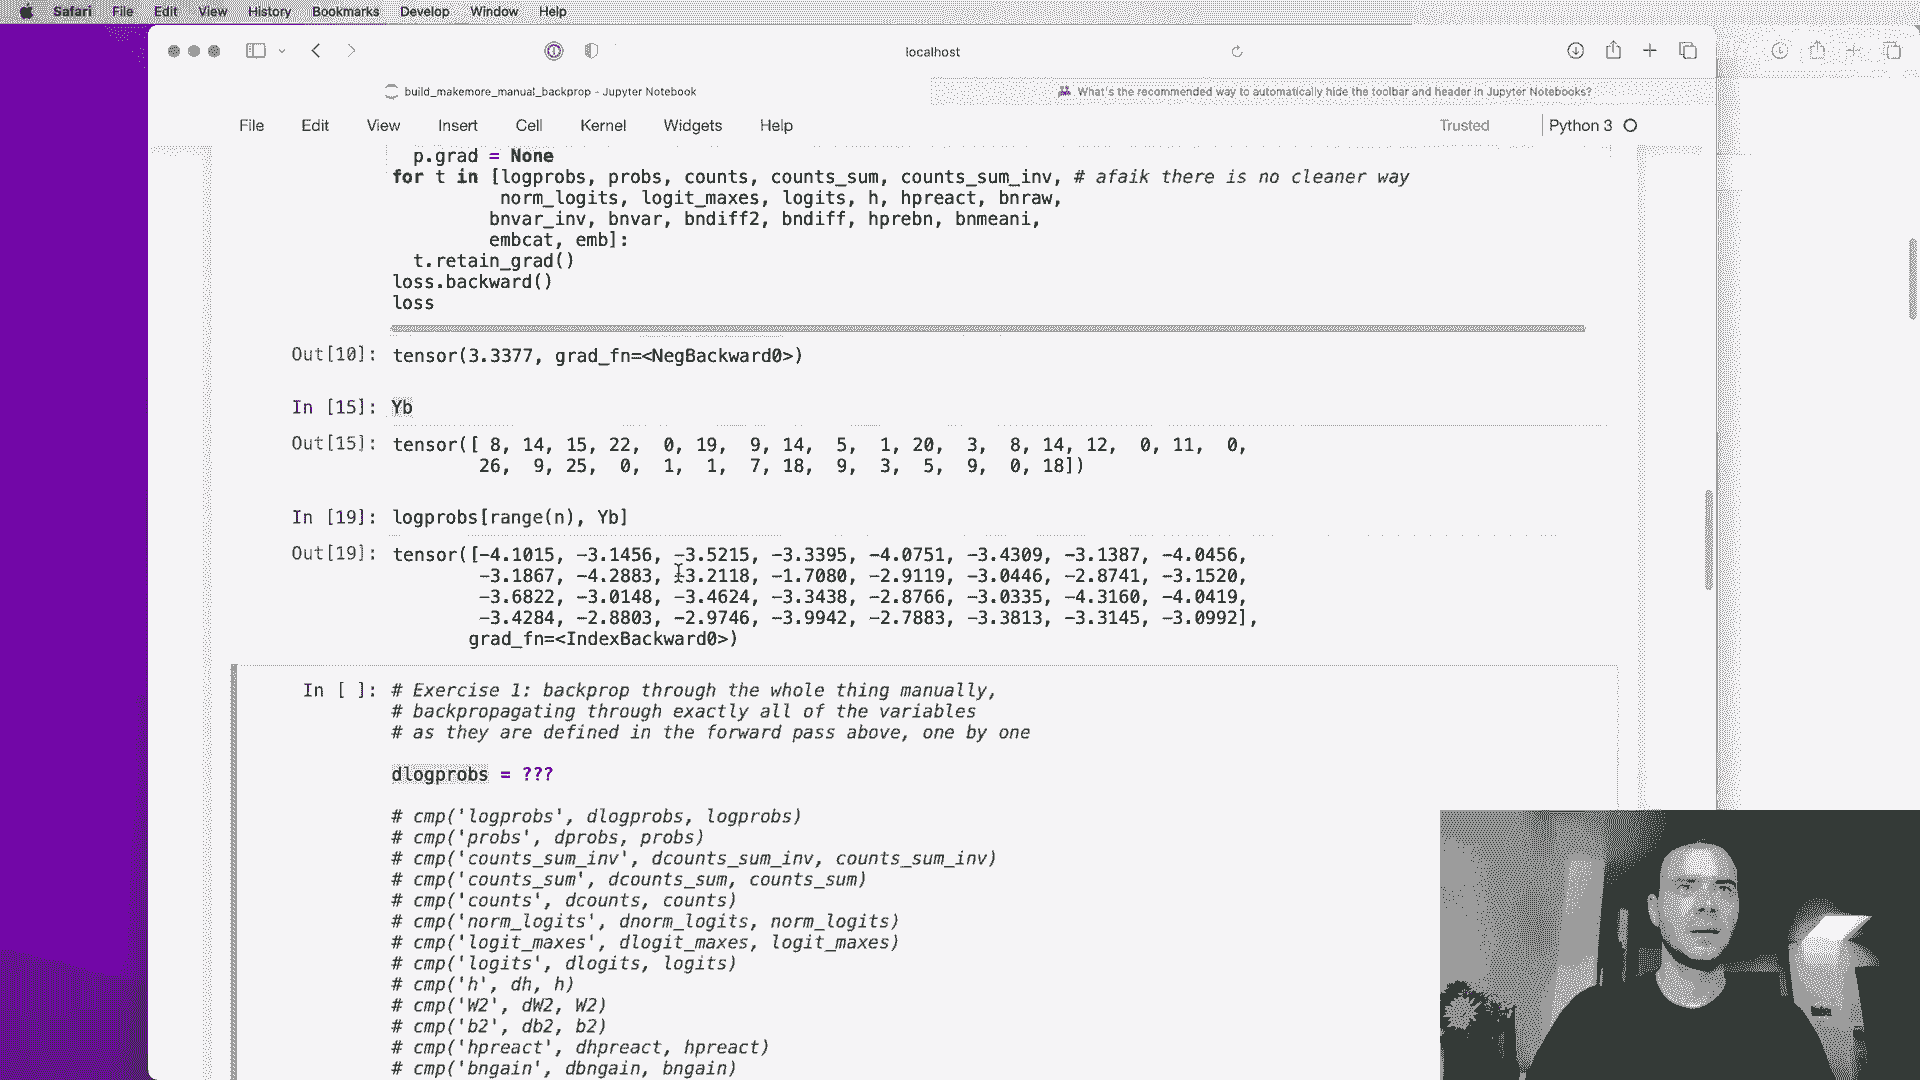 Safari File Edit View History Bookmarks Develop Window Help
localhost
build_makemore_manual_backprop - Jupyter Notebook
What's the recommended way to automatically hide the toolbar and header in Jupyter Notebooks?
File Edit View Insert Cell Kernel Widgets Help Trusted Python 3
p.grad = None
for t in [logprobs, probs, counts, counts_sum, counts_sum_inv, # afaik there is no cleaner way
norm_logits, logit_maxes, logits, h, hpreact, bnraw,
bnvar_inv, bnvar, bndiff2, bndiff, hprebn, bnmeani,
embcat, emb]:
t.retain_grad()
loss.backward()
loss
Out[10]: tensor(3.3377, grad_fn=<NegBackward0>)
In [15]: Yb
Out[15]: tensor([ 8, 14, 15, 22, 0, 19, 9, 14, 5, 1, 20, 3, 8, 14, 12, 0, 11, 0,
26, 9, 25, 0, 1, 1, 7, 18, 9, 3, 5, 9, 0, 18])
In [19]: logprobs[range(n), Yb]
Out[19]: tensor([-4.1015, -3.1456, -3.5215, -3.3395, -4.0751, -3.4309, -3.1387, -4.0456,
-3.1867, -4.2883, -3.2118, -1.7080, -2.9119, -3.0446, -2.8741, -3.1520,
-3.6822, -3.0148, -3.4624, -3.3438, -2.8766, -3.0335, -4.3160, -4.0419,
-3.4284, -2.8803, -2.9746, -3.9942, -2.7883, -3.3813, -3.3145, -3.0992],
grad_fn=<IndexBackward0>)
In [ ]: # Exercise 1: backprop through the whole thing manually,
# backpropagating through exactly all of the variables
# as they are defined in the forward pass above, one by one
dlogprobs = ???
# cmp('logprobs', dlogprobs, logprobs)
# cmp('probs', dprobs, probs)
# cmp('counts_sum_inv', dcounts_sum_inv, counts_sum_inv)
# cmp('counts_sum', dcounts_sum, counts_sum)
# cmp('counts', dcounts, counts)
# cmp('norm_logits', dnorm_logits, norm_logits)
# cmp('logit_maxes', dlogit_maxes, logit_maxes)
# cmp('logits', dlogits, logits)
# cmp('h', dh, h)
# cmp('W2', dW2, W2)
# cmp('b2', db2, b2)
# cmp('hpreact', dhpreact, hpreact)
# cmp('bngain', dbngain, bngain)